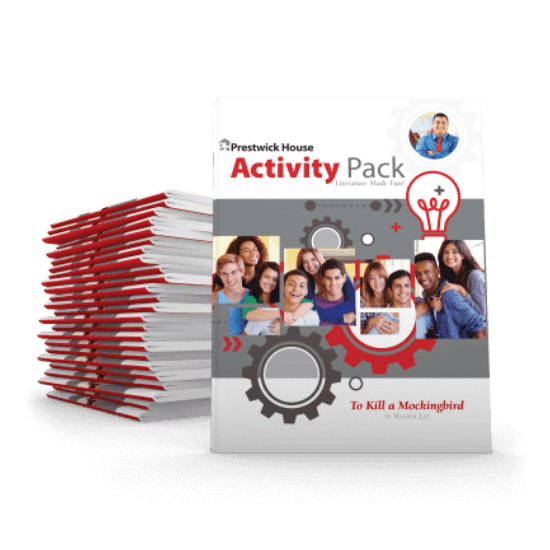 Prestwick House
Activity Pack
Literature Made Fun!
To Kill a Mockingbird
BY HARPER LEE